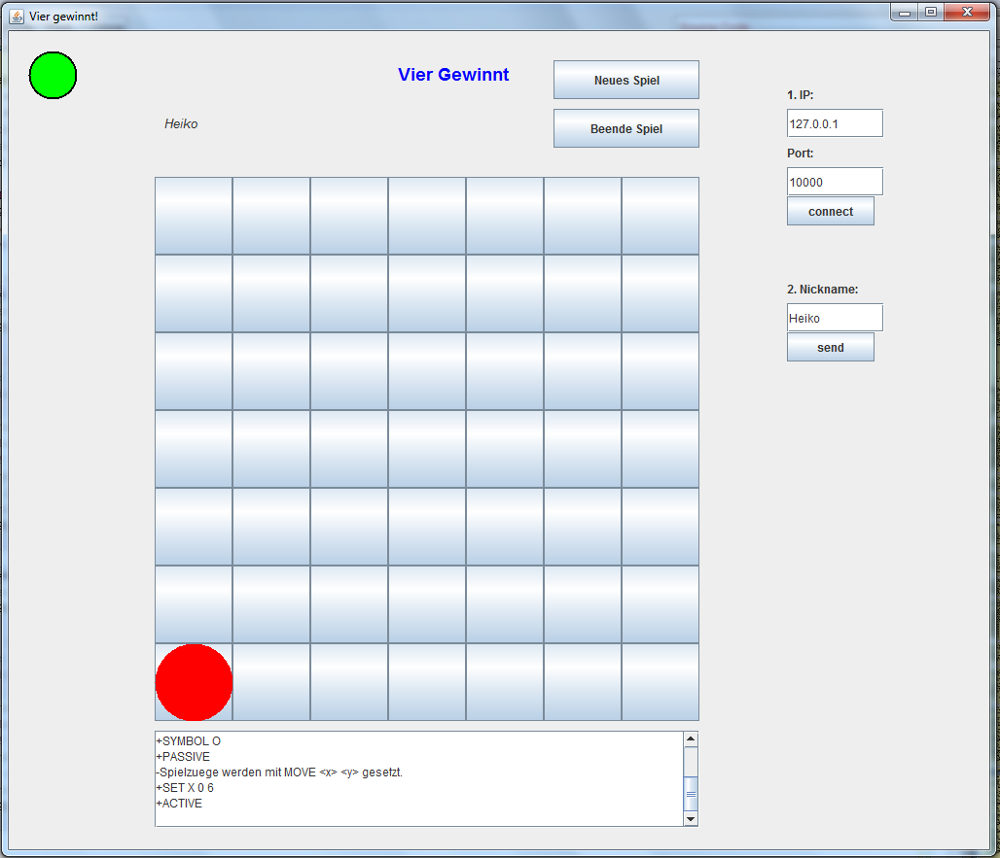 Vier gewinnt!
Vier Gewinnt
Neues Spiel
Heiko
Beende Spiel
1. IP:
127.0.0.1
Port:
10000
connect
2. Nickname:
Heiko
send
+SYMBOL O
+PASSIVE
-Spielzuege werden mit MOVE <x> <y> gesetzt.
+SET X 0 6
+ACTIVE